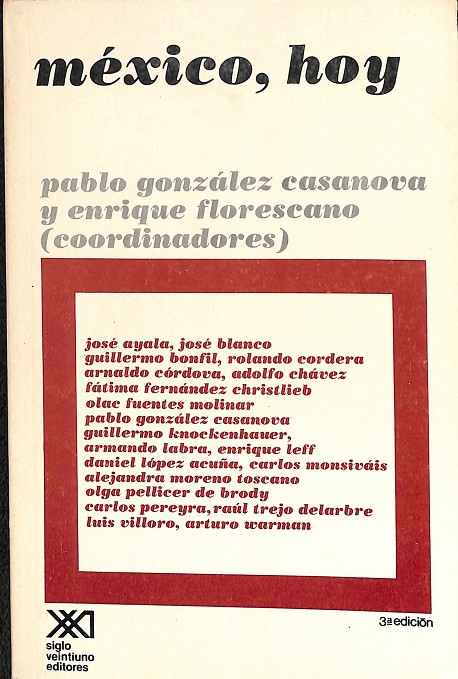 méxico, hoy
pablo gonzález casanova
y enrique florescano
(coordinadores)
josé ayala, josé blanco
guillermo bonfil, rolando cordera
arnaldo córdova, adolfo chávez
fátima fernández christlieb
olac fuentes molinar
pablo gonzález casanova
guillermo knockenhauer,
armando labra, enrique leff
daniel lópez acuña, carlos monsiváis
alejandra moreno toscano
olga pellicer de brody
carlos pereyra, raúl trejo delarbre
luis villoro, arturo warman
3ª edición
XXI
siglo
veintiuno
editores